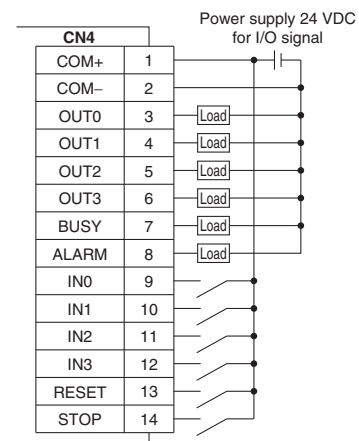 Power supply 24 VDC
for I/O signal
CN4
COM+ 1
COM– 2
OUT0 3 Load
OUT1 4 Load
OUT2 5 Load
OUT3 6 Load
BUSY 7 Load
ALARM 8 Load
IN0 9
IN1 10
IN2 11
IN3 12
RESET 13
STOP 14